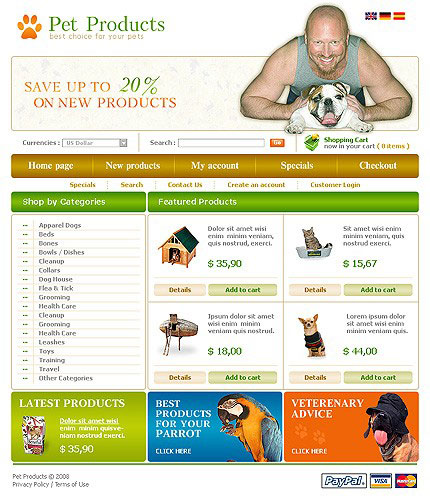 Pet Products
best choice for your pets
SAVE UP TO 20%
ON NEW PRODUCTS
Currencies : US Dollar
Search : Go
Shopping Cart
now in your cart ( 0 items )
Home page New products My account Specials Checkout
Specials Search Contact Us Create an account Customer Login
Shop by Categories
Apparel Dogs
Beds
Bones
Bowls / Dishes
Cleanup
Collars
Dog House
Flea & Tick
Grooming
Health Care
Cleanup
Grooming
Health Care
Leashes
Toys
Training
Travel
Other Categories
Featured Products
Dolor sit amet wisi
enim minim veniam,
quis nostrud, exerci.
$ 35,90
Details Add to cart
Sit amet wisi enim
minim veniam, quis
nostrud exerci.
$ 15,67
Details Add to cart
Ipsum dolor sit amet
wisi enim minim
veniam nostrud.
$ 18,00
Details Add to cart
Lorem ipsum dolor
sit amet, minim
veniam, exerci.
$ 44,00
Details Add to cart
LATEST PRODUCTS
Dolor sit amet wisi
enim minim quive-
niam nostrud exerci.
$ 35,90
BEST
PRODUCTS
FOR YOUR
PARROT
CLICK HERE
VETERENARY
ADVICE
CLICK HERE
Pet Products © 2008
Privacy Policy / Terms of Use
PayPal VISA MasterCard